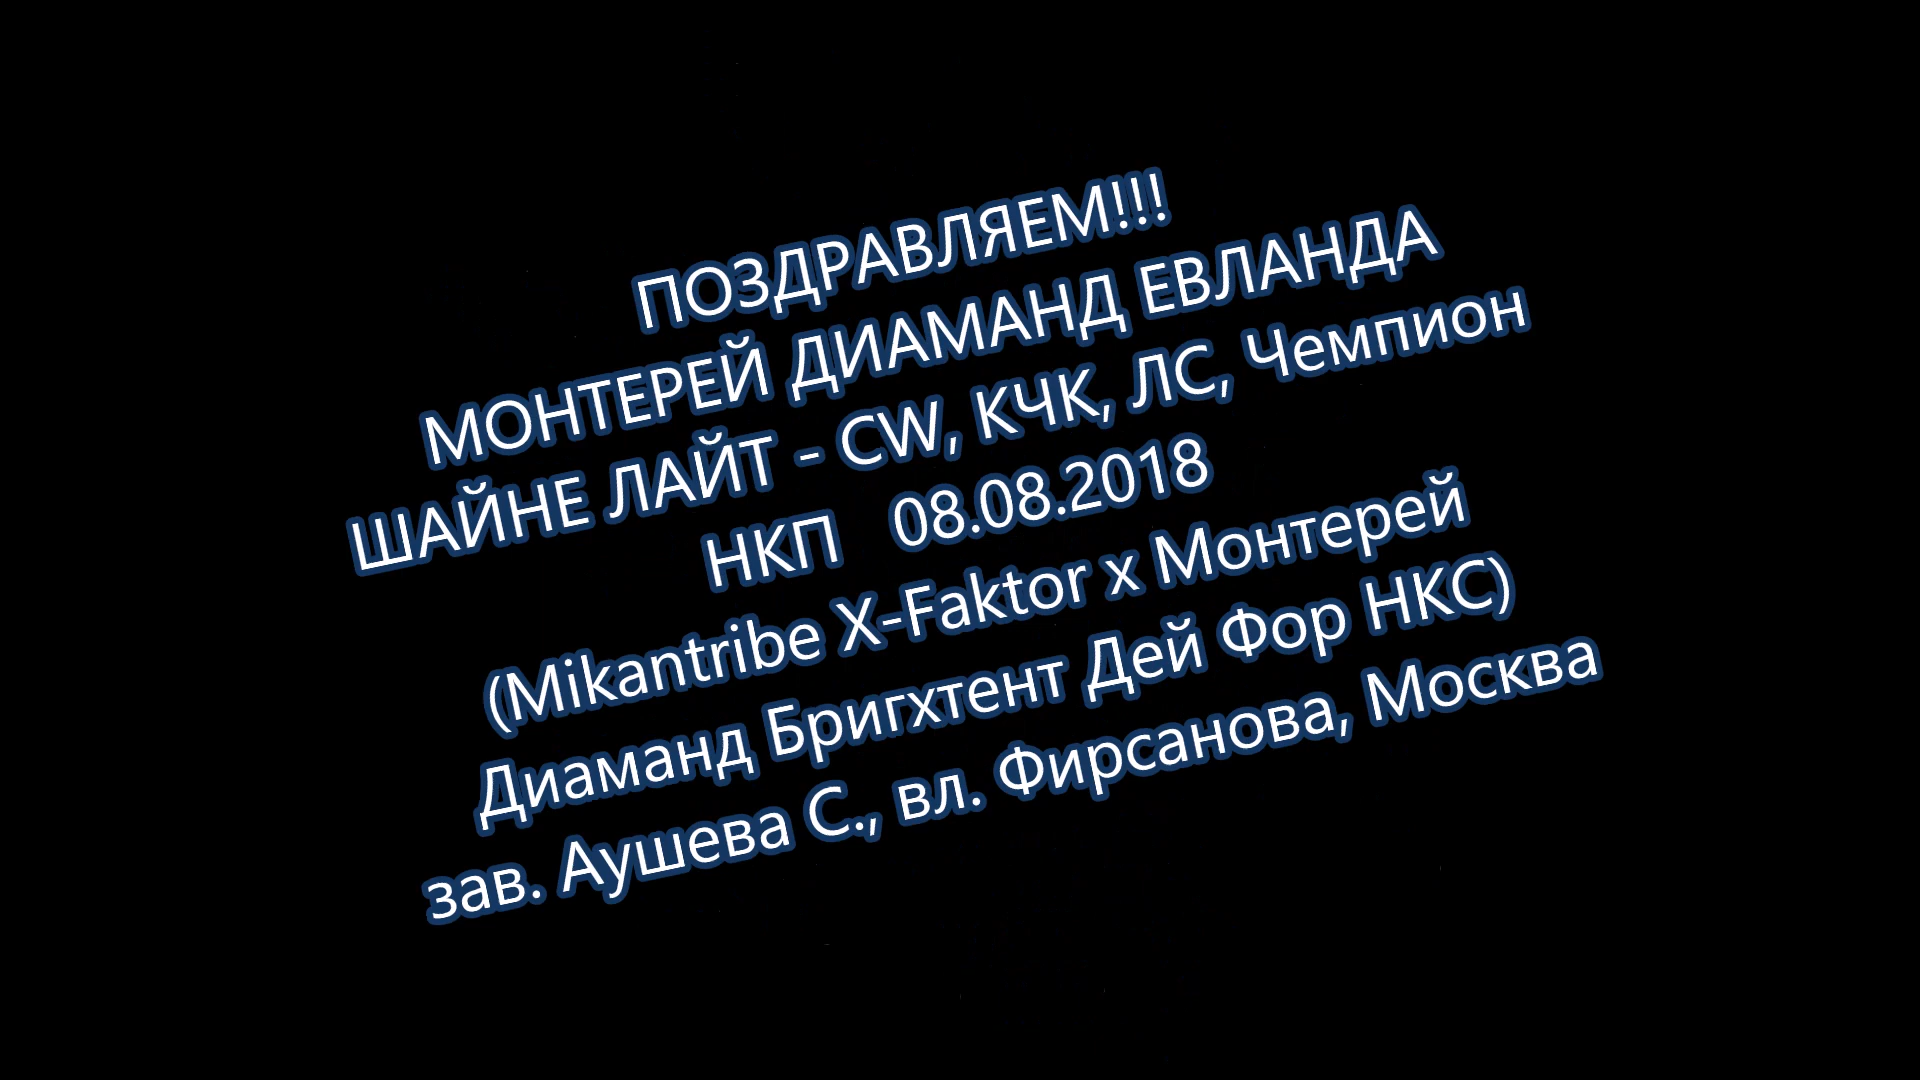 ПОЗДРАВЛЯЕМ!!!
МОНТЕРЕЙ ДИАМАНД ЕВЛАНДА
ШАЙНЕ ЛАЙТ - CW, КЧК, ЛС, Чемпион
НКП 08.08.2018
(Mikantribe X-Faktor x Монтерей
Диаманд Бригхтент Дей Фор НКС)
зав. Аушева С., вл. Фирсанова, Москва